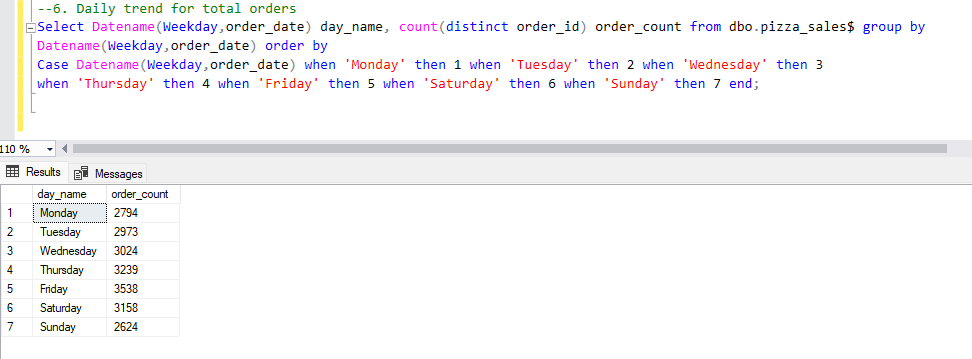 --6. Daily trend for total orders
Select Datename(Weekday,order_date) day_name, count(distinct order_id) order_count from dbo.pizza_sales$ group by
Datename(Weekday,order_date) order by
Case Datename(Weekday,order_date) when 'Monday' then 1 when 'Tuesday' then 2 when 'Wednesday' then 3
when 'Thursday' then 4 when 'Friday' then 5 when 'Saturday' then 6 when 'Sunday' then 7 end;
110 %
Results Messages
day_name order_count
1 Monday 2794
2 Tuesday 2973
3 Wednesday 3024
4 Thursday 3239
5 Friday 3538
6 Saturday 3158
7 Sunday 2624